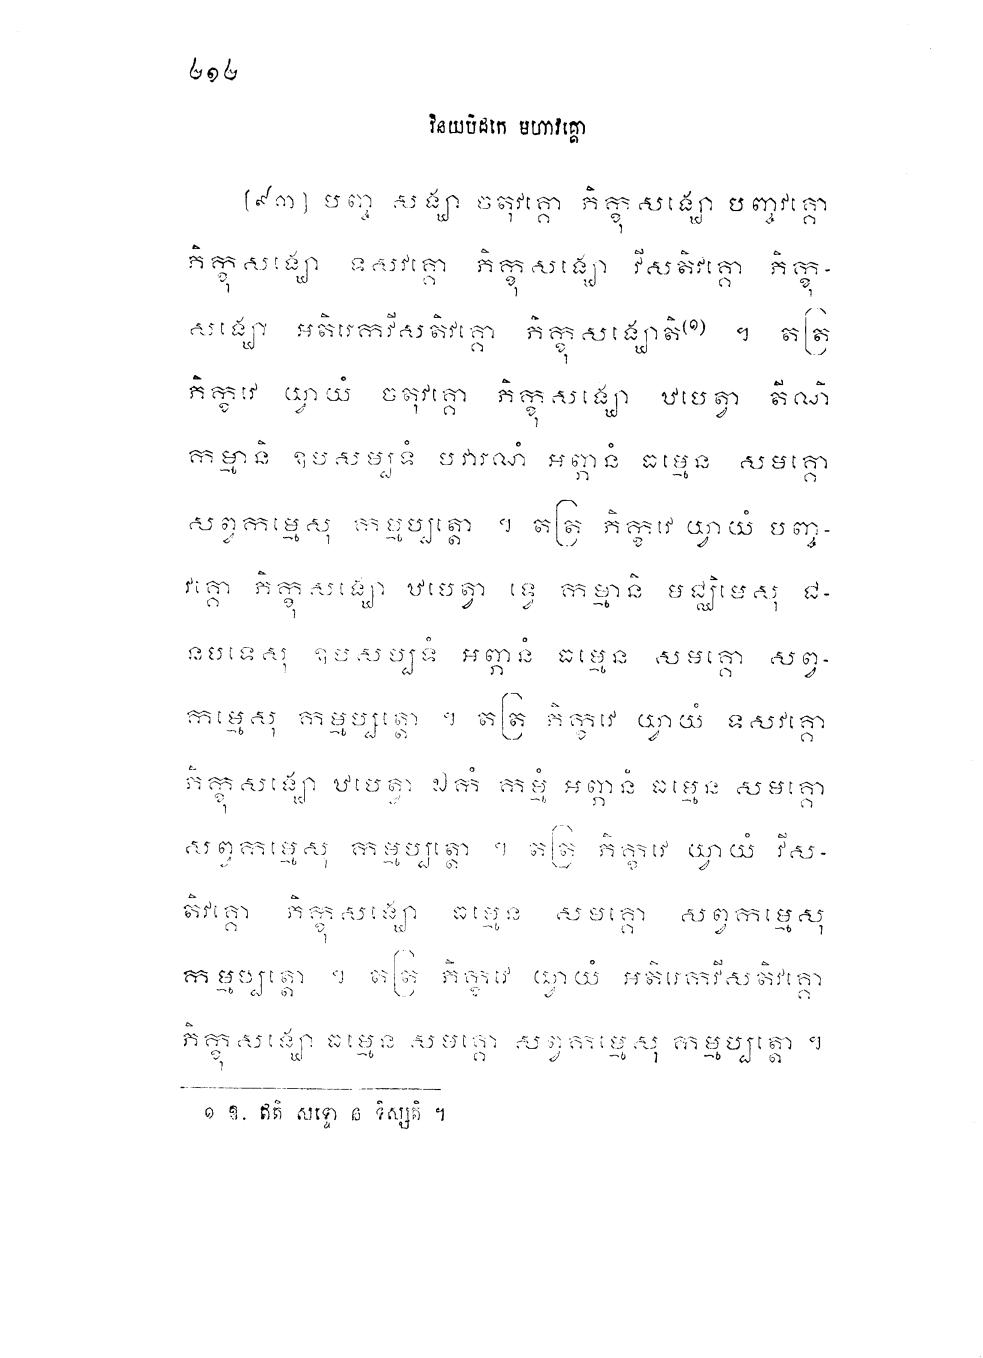 ២១២
វិនយបិដកេ មហាវគ្គោ
(៩៣) បញ្ច សង្ឃា ចតុវគ្គោ ភិក្ខុសង្ឃោ បញ្ចវគ្គោ
ភិក្ខុសង្ឃោ ទសវគ្គោ ភិក្ខុសង្ឃោ វីសតិវគ្គោ ភិក្ខុ-
សង្ឃោ អតិរេកវីសតិវគ្គោ ភិក្ខុសង្ឃោតិ(១) ។ តត្រ
ភិក្ខវេ យ្វាយំ ចតុវគ្គោ ភិក្ខុសង្ឃោ ឋបេត្វា តីណិ
កម្មានិ ឧបសម្បទំ បវារណំ អញ្ញានំ ធម្មេន សមគ្គោ
សព្វកម្មេសុ កម្មប្បត្តោ ។ តត្រ ភិក្ខវេ យ្វាយំ បញ្ច-
វគ្គោ ភិក្ខុសង្ឃោ ឋបេត្វា ទ្វេ កម្មានិ មជ្ឈិមេសុ ជ-
នបទេសុ ឧបសម្បទំ អញ្ញានំ ធម្មេន សមគ្គោ សព្វ-
កម្មេសុ កម្មប្បត្តោ ។ តត្រ ភិក្ខវេ យ្វាយំ ទសវគ្គោ
ភិក្ខុសង្ឃោ ឋបេត្វា ឯកំ កម្មំ អញ្ញានំ ធម្មេន សមគ្គោ
សព្វកម្មេសុ កម្មប្បត្តោ ។ តត្រ ភិក្ខវេ យ្វាយំ វីស-
តិវគ្គោ ភិក្ខុសង្ឃោ ធម្មេន សមគ្គោ សព្វកម្មេសុ
កម្មប្បត្តោ ។ តត្រ ភិក្ខវេ យ្វាយំ អតិរេកវីសតិវគ្គោ
ភិក្ខុសង្ឃោ ធម្មេន សមគ្គោ សព្វកម្មេសុ កម្មប្បត្តោ ។
១ ឱ. ឥតិ សទ្ទោ ន ទិស្សតិ ។